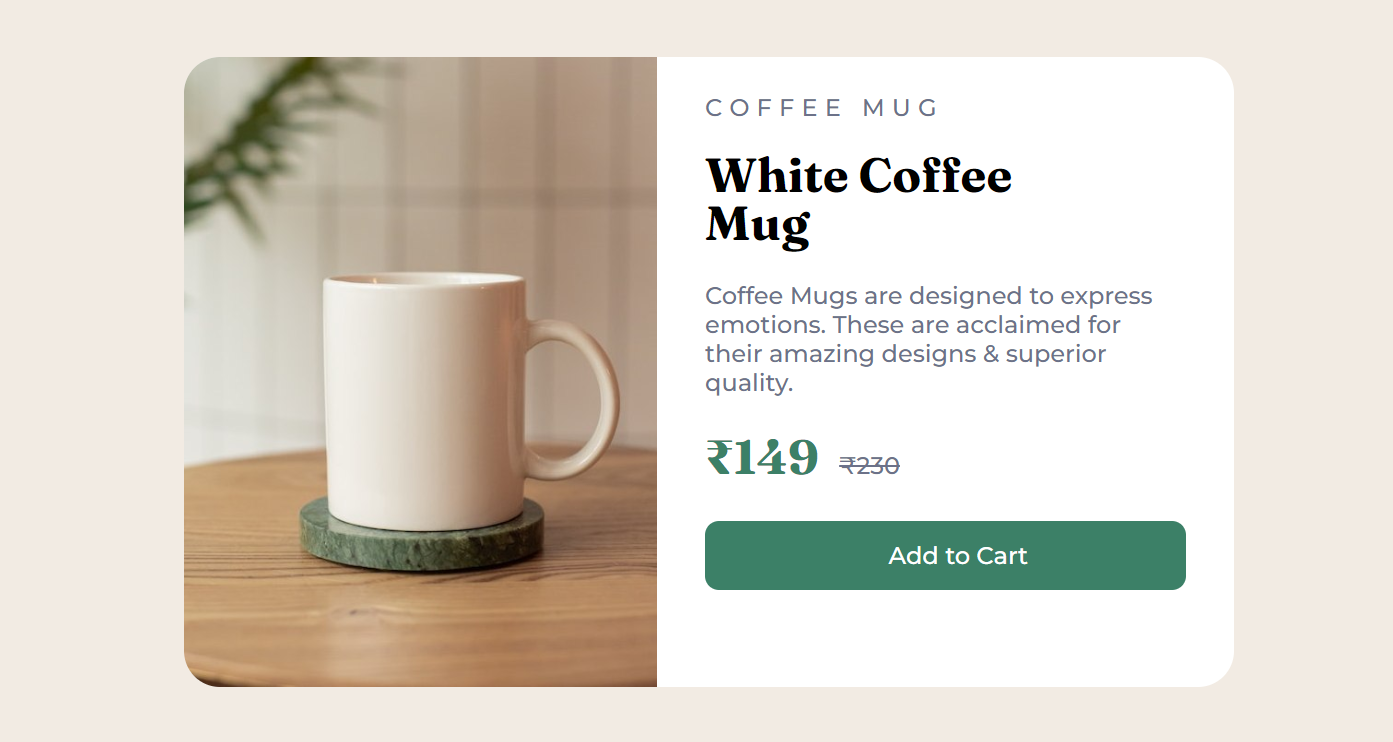 COFFEE MUG
White Coffee
Mug
Coffee Mugs are designed to express
emotions. These are acclaimed for
their amazing designs & superior
quality.
₹149 ₹230
Add to Cart